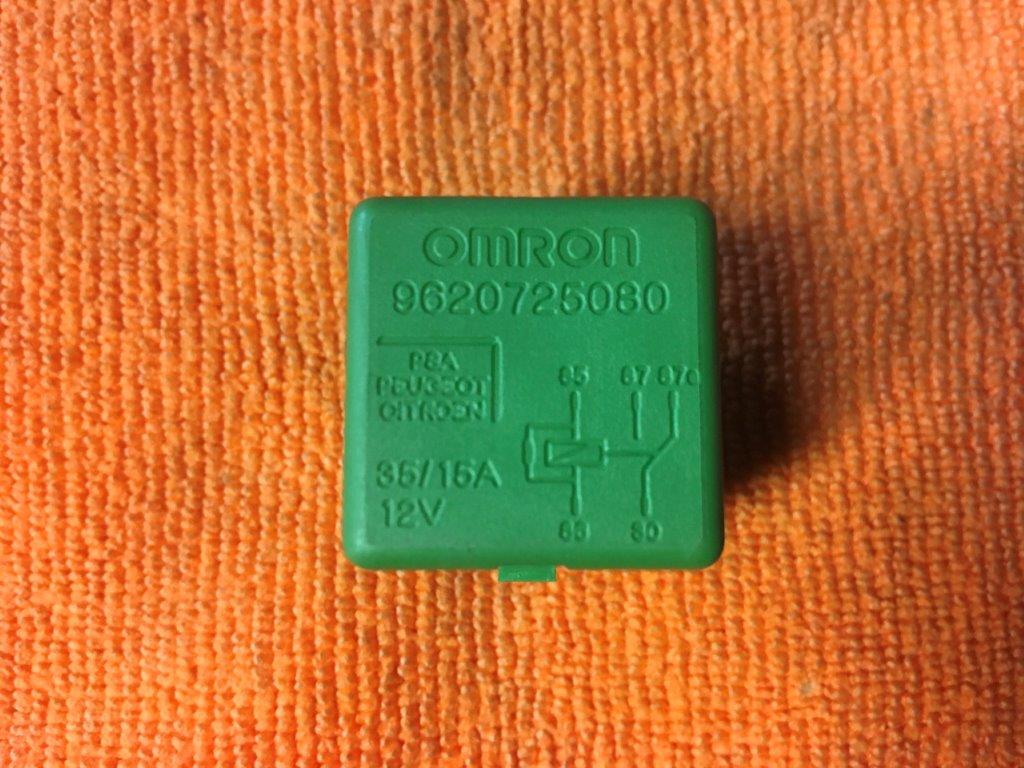 OMRON
9620725080
PSA
PEUGEOT
CITROEN
85 87 87a
35/15A
12V
86 30